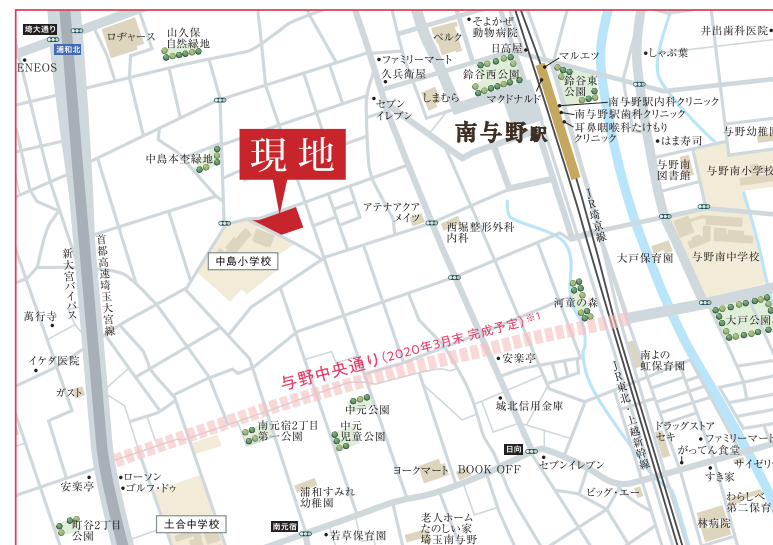 埼大通り
浦和北
ENEOS
ロヂャース
山久保
自然緑地
ベルク
そよかぜ
動物病院
日高屋
マルエツ
井出歯科医院
しゃぶ葉
ファミリーマート
久兵衛屋
鈴谷西公園
鈴谷東
公園
しまむら
マクドナルド
セブン
イレブン
南与野駅
南与野駅内科クリニック
南与野駅歯科クリニック
耳鼻咽喉科たけもり
クリニック
はま寿司
与野幼稚園
与野南
図書館
与野南小学校
中島本杢緑地
現地
アテナアクア
メイツ
西堀整形外科
内科
JR埼京線
中島小学校
大戸保育園
与野南中学校
首都高速埼玉大宮線
新大宮バイパス
萬行寺
河童の森
大戸公園
与野中央通り(2020年3月末 完成予定)※1
イケダ医院
ガスト
安楽亭
南よの
虹保育園
JR東北・上越新幹線
城北信用金庫
中元公園
中元
児童公園
南元宿2丁目
第一公園
日向
ドラッグストア
セキ
ファミリーマート
がってん食堂
サイゼリ
すき家
ヨークマート
BOOK OFF
セブンイレブン
ビッグ・エー
安楽亭
ローソン
ゴルフ・ドゥ
浦和すみれ
幼稚園
わらしべ
第二保育
林病院
町谷2丁目
公園
土合中学校
南元宿
若草保育園
老人ホーム
たのしい家
埼玉南与野